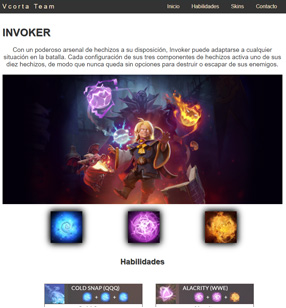 Vcorta Team
Inicio Habilidades Skins Contacto
INVOKER
Con un poderoso arsenal de hechizos a su disposición, Invoker puede adaptarse a cualquier
situación en la batalla. Cada configuración de sus tres componentes de hechizos activa uno de sus
diez hechizos, de modo que nunca queda sin opciones para destruir o escapar de sus enemigos.
Habilidades
COLD SNAP (QQQ)
ALACRITY (WWE)
+ +
+ +